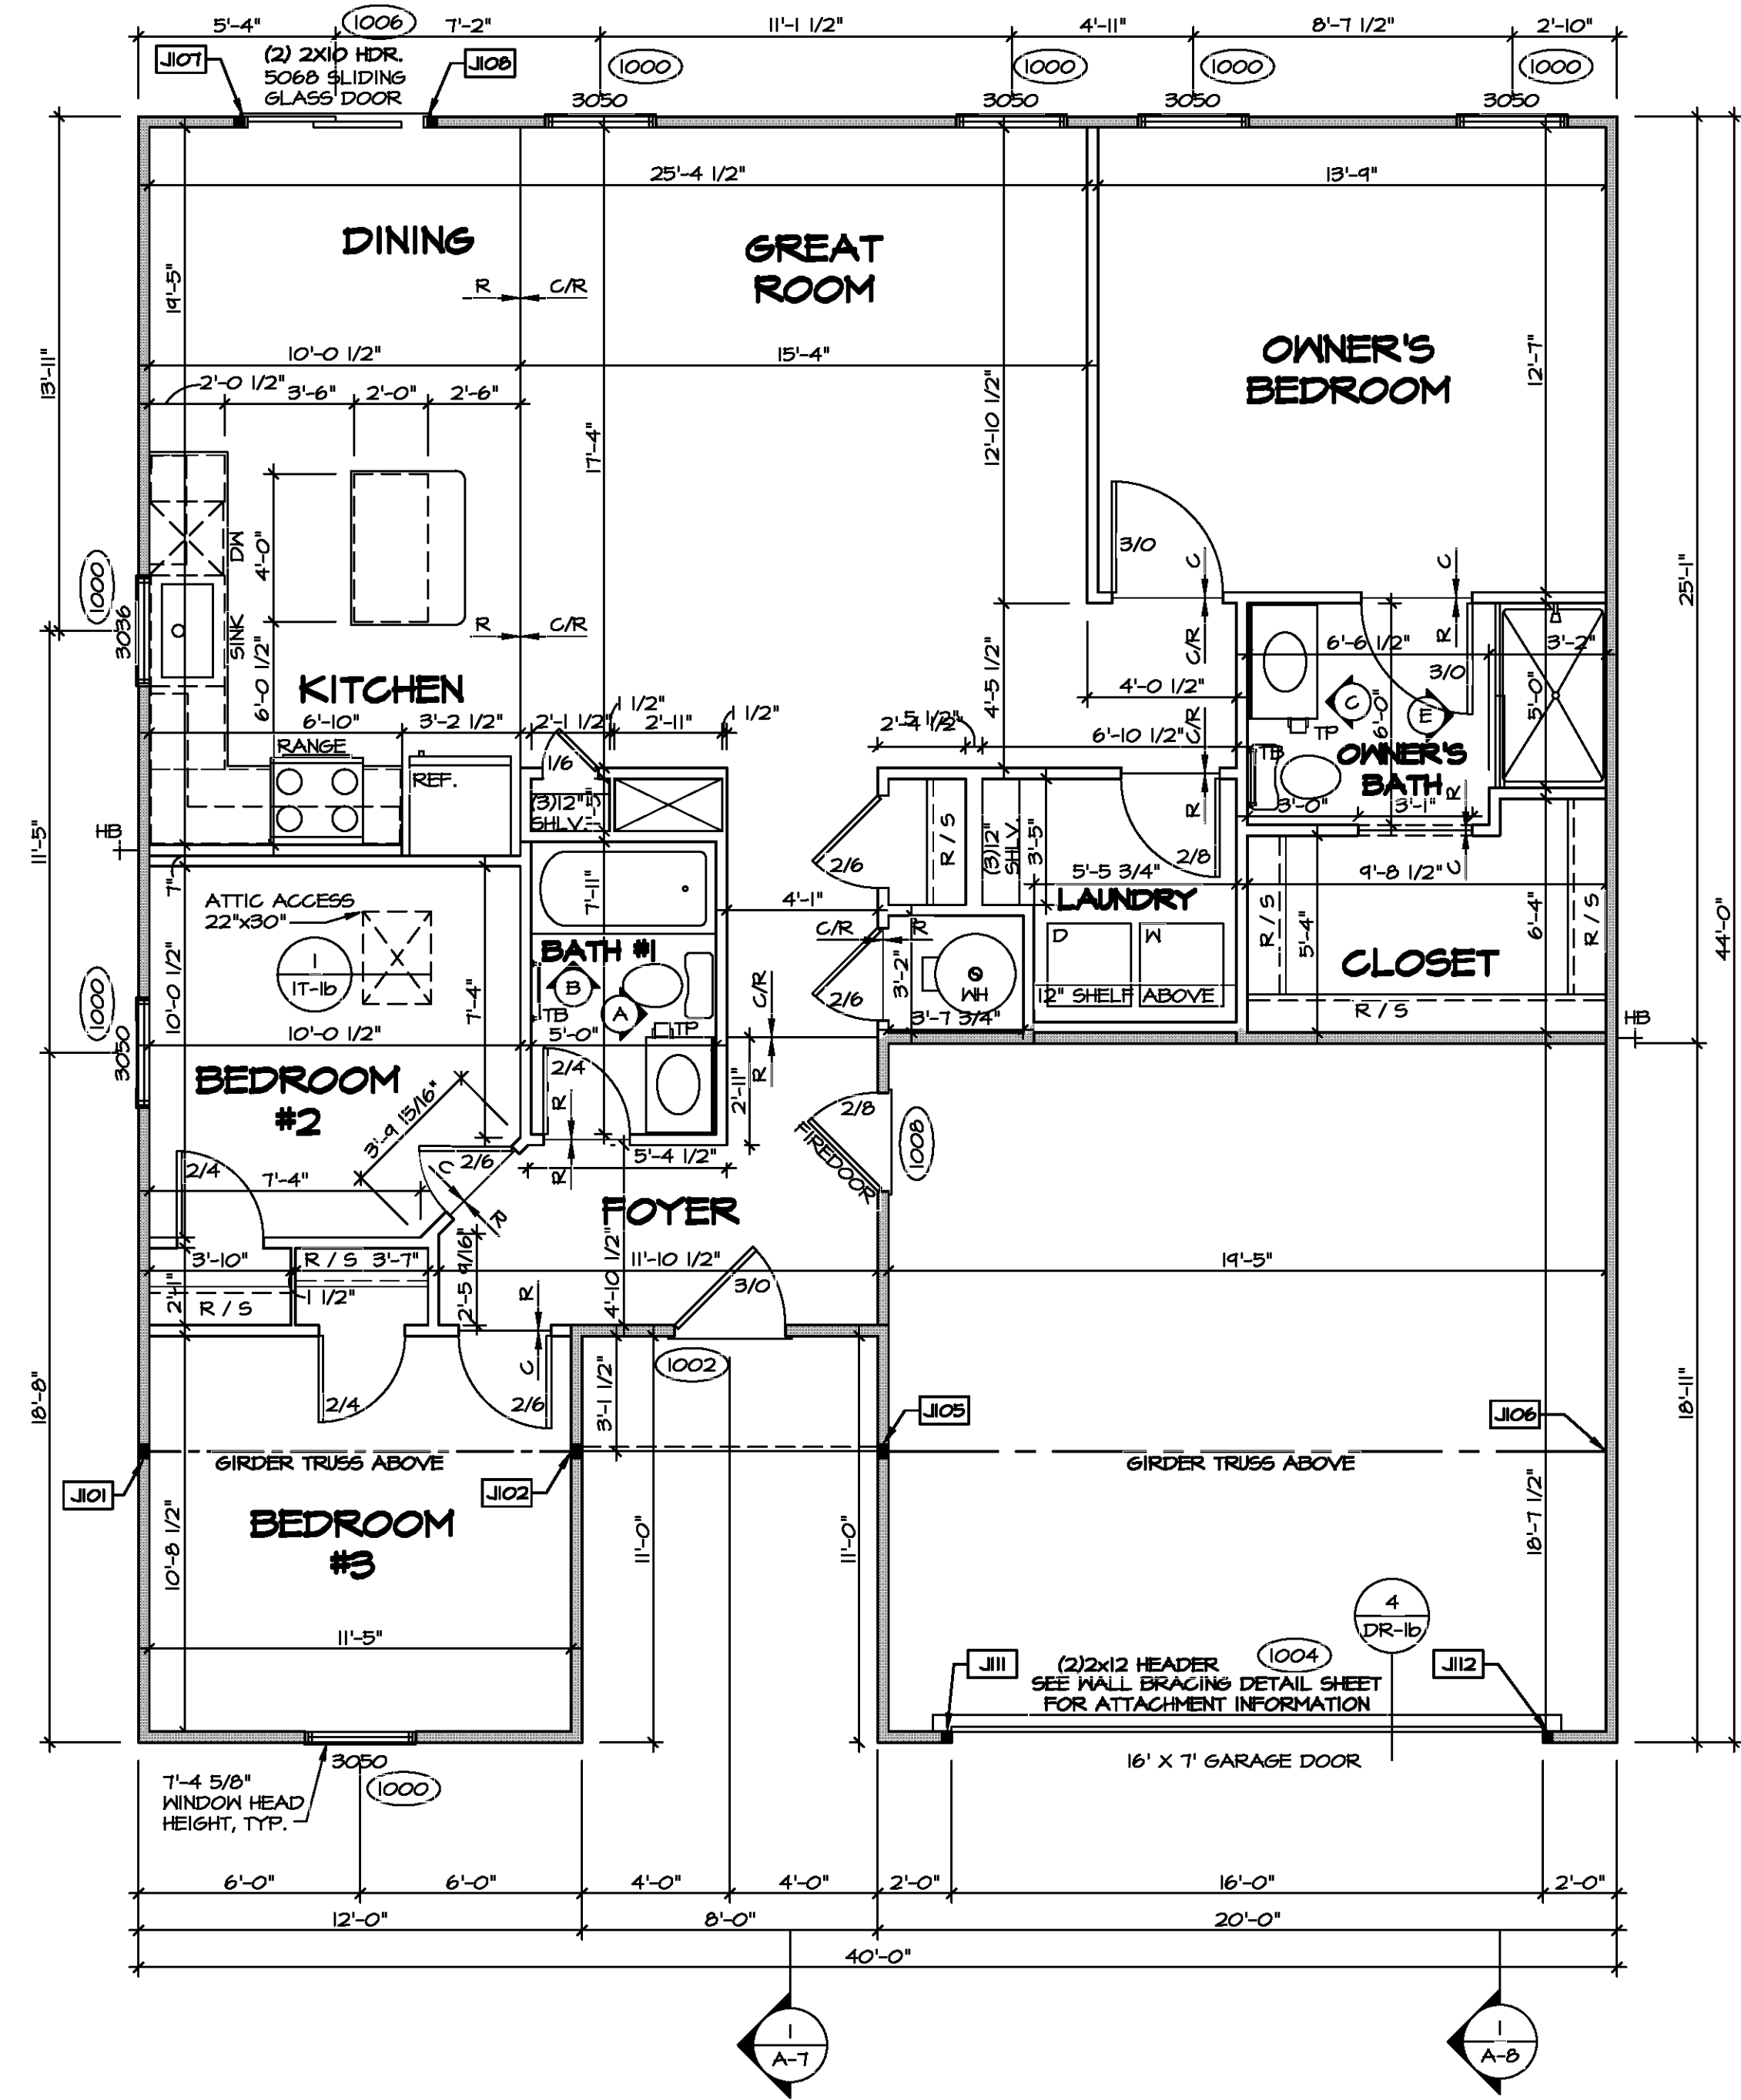 5'-4"
1006
7'-2"
11'-1 1/2"
4'-11"
8'-7 1/2"
2'-10"
J107
(2) 2X10 HDR.
5068 SLIDING
GLASS DOOR
J108
1000
1000
1000
1000
3050
3050
3050
3050
25'-4 1/2"
13'-9"
DINING
GREAT
ROOM
19'-5"
R
C/R
OWNER'S
BEDROOM
12'-7"
13'-11"
10'-0 1/2"
15'-4"
2'-0 1/2"
3'-6"
2'-0"
2'-6"
12'-10 1/2"
17'-4"
DW
4'-0"
3/0
C
C
25'-1"
1000
3036
SINK
6'-0 1/2"
R
C/R
C/R
4'-5 1/2"
R
6'-6 1/2"
3'-2"
3/0
KITCHEN
4'-0 1/2"
C
E
6'-0"
5'-0"
6'-10"
3'-2 1/2"
2'-1 1/2"
1 1/2"
2'-11"
1 1/2"
2'-4 1/2"
5 1/2"
6'-10 1/2"
C/R
TP
RANGE
REF.
1/6
TB
OWNER'S
BATH
(3)12"
SHLV.
R
3'-0"
3'-1"
R
HB
11'-5"
R / S
(3)12"
SHLV.
3'-5"
2/6
2/8
C
7"
ATTIC ACCESS
22"x30"
X
1
1T-1b
7'-11"
4'-1"
5'-5 3/4"
LAUNDRY
9'-8 1/2"
R / S
5'-4"
6'-4"
R / S
44'-0"
BATH #1
C/R
R
D
W
CLOSET
1000
3050
10'-0 1/2"
7'-4"
B
A
TB
TP
C/R
3'-2"
2/6
WH
12" SHELF ABOVE
R / S
HB
10'-0 1/2"
5'-0"
3'-7 3/4"
R
BEDROOM
#2
2/4
R
2'-11"
2/8
FIREDOOR
1008
3'-9 15/16"
2/4
7'-4"
C
2/6
R
R
5'-4 1/2"
FOYER
3'-10"
R / S
3'-7"
2'-5 9/16"
4'-10 1/2"
11'-10 1/2"
3/0
19'-5"
2'-1"
R / S
1 1/2"
R
C
1002
3'-1 1/2"
18'-8"
2/4
2/6
J105
J106
18'-11"
GIRDER TRUSS ABOVE
GIRDER TRUSS ABOVE
J101
J102
BEDROOM
#3
10'-8 1/2"
11'-0"
11'-0"
18'-7 1/2"
11'-5"
4
DR-1b
J111
(2)2x12 HEADER
1004
J112
SEE WALL BRACING DETAIL SHEET
FOR ATTACHMENT INFORMATION
3050
1000
16' X 7' GARAGE DOOR
7'-4 5/8"
WINDOW HEAD
HEIGHT, TYP.
6'-0"
6'-0"
4'-0"
4'-0"
2'-0"
16'-0"
2'-0"
12'-0"
8'-0"
20'-0"
40'-0"
1
A-7
1
A-8